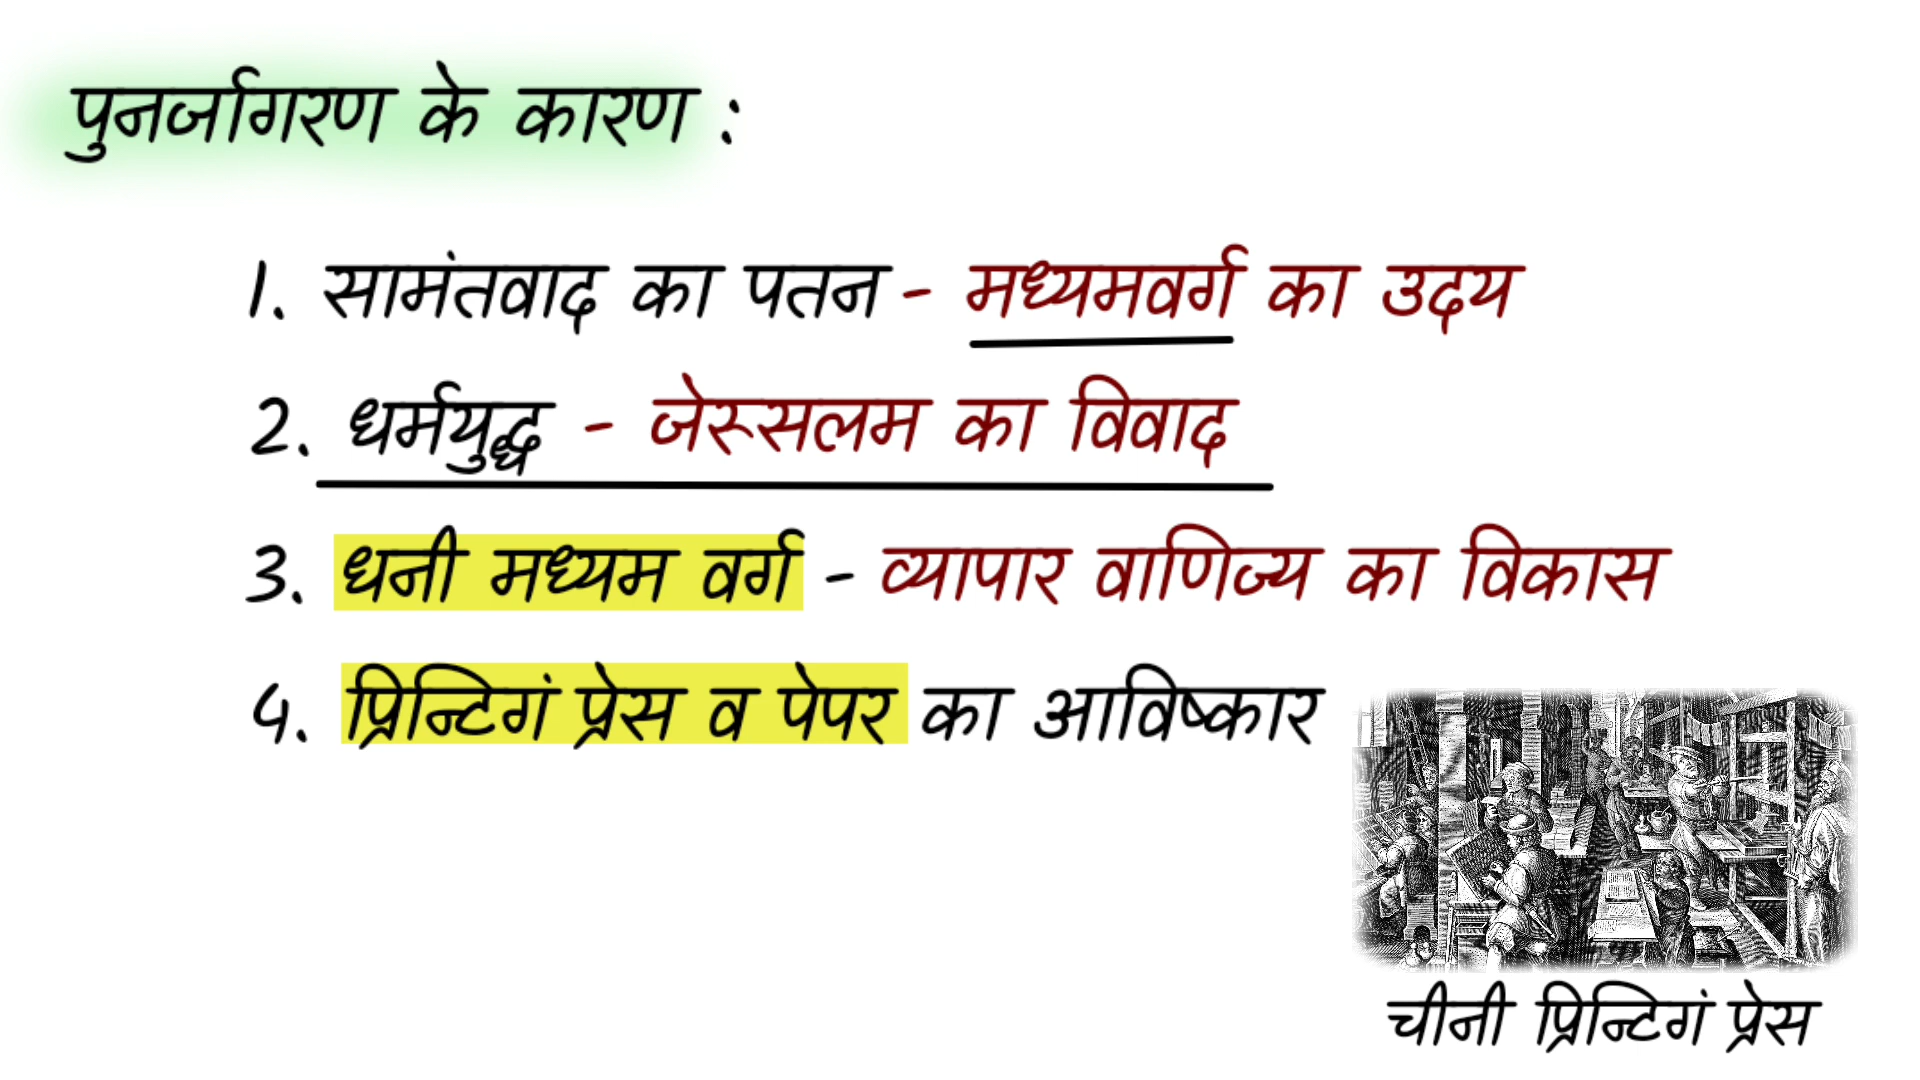 पुनर्जागरण के कारण :
1. सामंतवाद का पतन - मध्यमवर्ग का उदय
2. धर्मयुद्ध - जेरूसलम का विवाद
3. धनी मध्यम वर्ग - व्यापार वाणिज्य का विकास
4. प्रिन्टिगं प्रेस व पेपर का आविष्कार
चीनी प्रिन्टिगं प्रेस